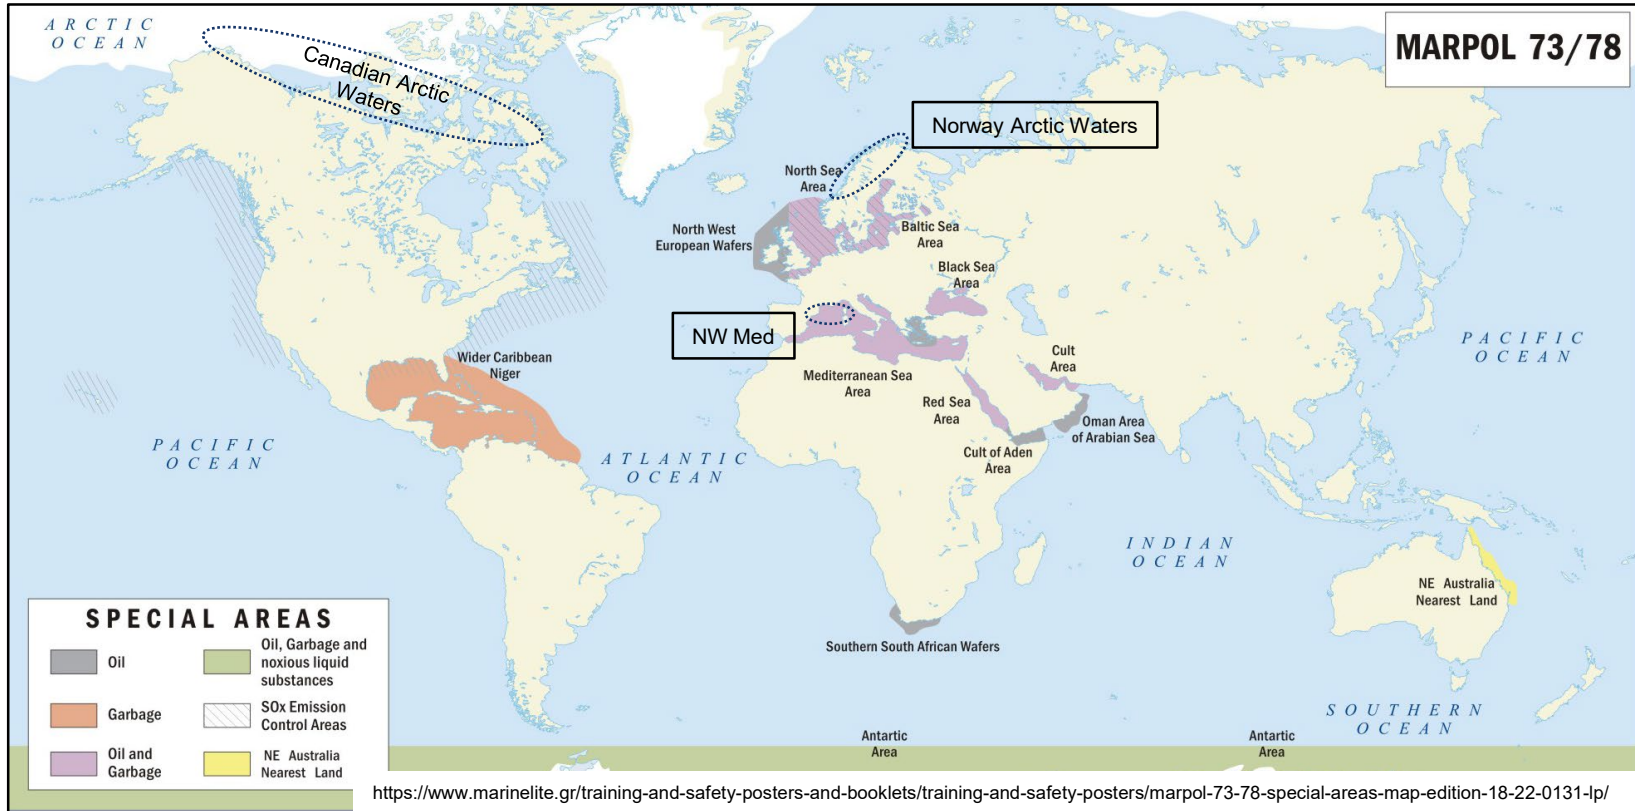 ARCTIC
OCEAN
MARPOL 73/78
Canadian Arctic
Waters
Norway Arctic Waters
North Sea
Area
North West
European Wafers
Baltic Sea
Area
Black Sea
Area
NW Med
Wider Caribbean
Niger
Mediterranean Sea
Area
Cult
Area
Red Sea
Area
Oman Area
of Arabian Sea
Cult of Aden
Area
PACIFIC
OCEAN
PACIFIC
OCEAN
ATLANTIC
OCEAN
INDIAN
OCEAN
NE Australia
Nearest Land
Southern South African Wafers
SOUTHERN
OCEAN
Antartic
Area
Antartic
Area
SPECIAL AREAS
Oil
Garbage
Oil and
Garbage
Oil, Garbage and
noxious liquid
substances
SOx Emission
Control Areas
NE Australia
Nearest Land
https://www.marinelite.gr/training-and-safety-posters-and-booklets/training-and-safety-posters/marpol-73-78-special-areas-map-edition-18-22-0131-lp/